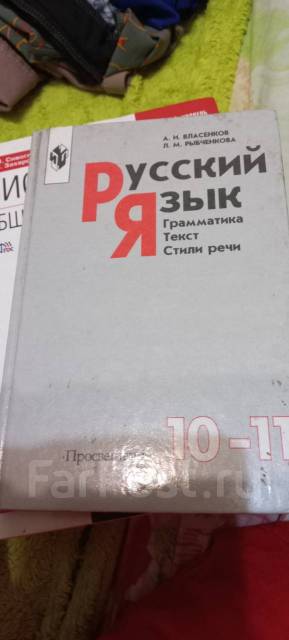 А. И. ВЛАСЕНКОВ
Л. М. РЫБЧЕНКОВА
РУССКИЙ
ЯЗЫК
Грамматика
Текст
Стили речи
10-11
·Просвещение·